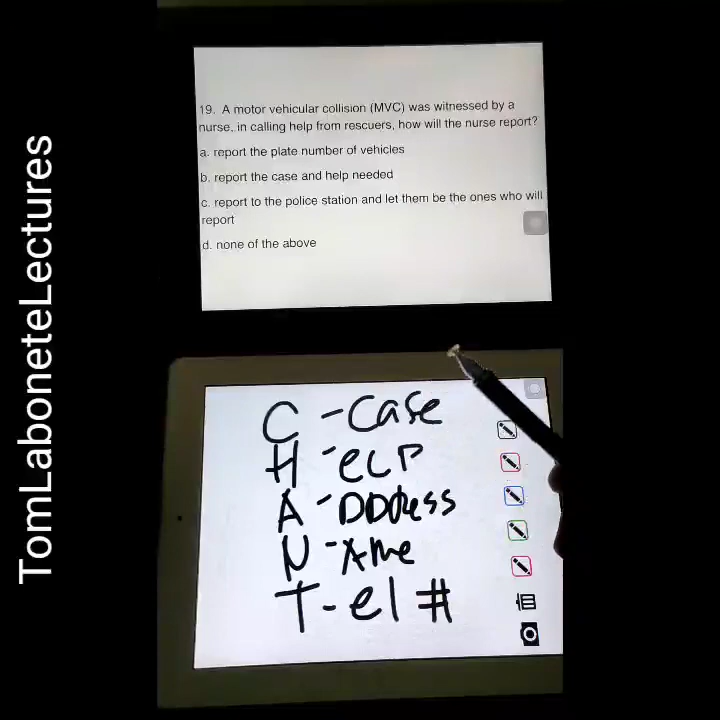 TomLaboneteLectures
19. A motor vehicular collision (MVC) was witnessed by a
nurse, in calling help from rescuers, how will the nurse report?
a. report the plate number of vehicles
b. report the case and help needed
c. report to the police station and let them be the ones who will
report
d. none of the above
C - Case
H - eLP
A - DDRess
N - Ame
T - el #